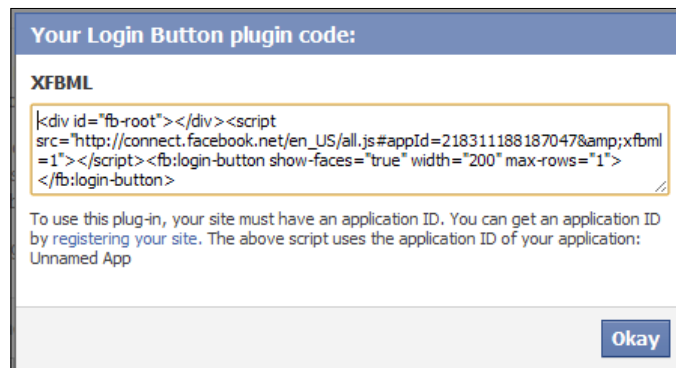 Your Login Button plugin code:
XFBML
<div id="fb-root"></div><script
src="http://connect.facebook.net/en_US/all.js#appId=218311188187047&amp;xfbml
=1"></script><fb:login-button show-faces="true" width="200" max-rows="1">
</fb:login-button>
To use this plug-in, your site must have an application ID. You can get an application ID
by registering your site. The above script uses the application ID of your application:
Unnamed App
Okay